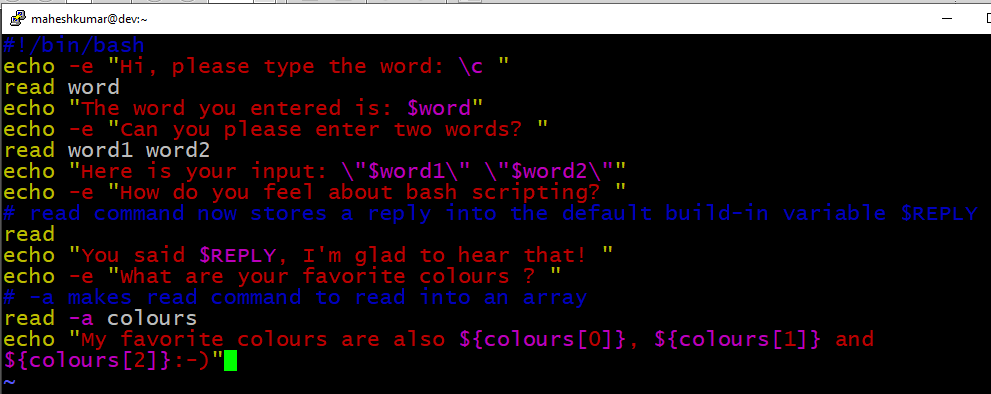 maheshkumar@dev:~
#!/bin/bash
echo -e "Hi, please type the word: \c "
read word
echo "The word you entered is: $word"
echo -e "Can you please enter two words? "
read word1 word2
echo "Here is your input: \"$word1\" \"$word2\""
echo -e "How do you feel about bash scripting? "
# read command now stores a reply into the default build-in variable $REPLY
read
echo "You said $REPLY, I'm glad to hear that! "
echo -e "What are your favorite colours ? "
# -a makes read command to read into an array
read -a colours
echo "My favorite colours are also ${colours[0]}, ${colours[1]} and
${colours[2]}:-)"
~